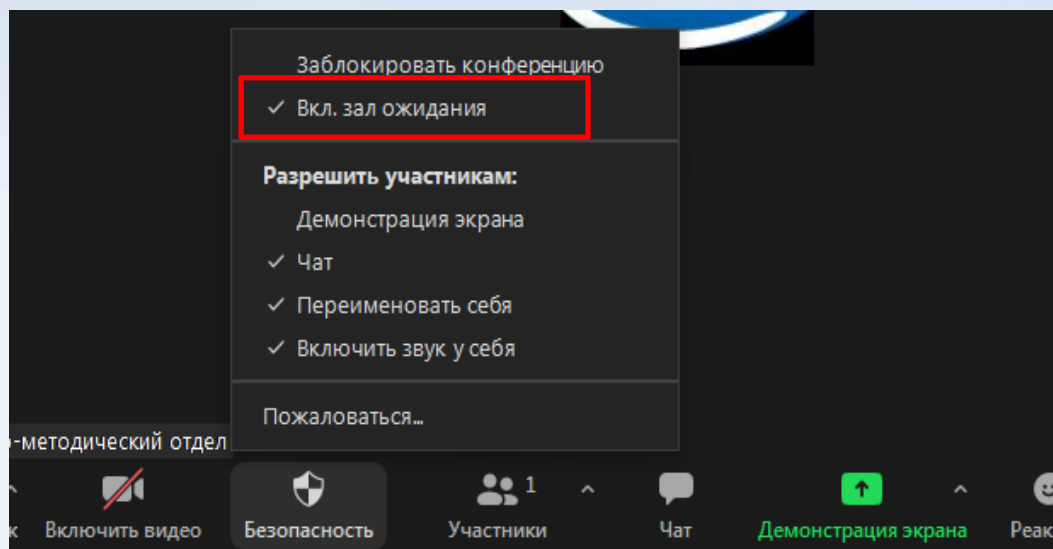 Заблокировать конференцию
Вкл. зал ожидания
Разрешить участникам:
Демонстрация экрана
Чат
Переименовать себя
Включить звук у себя
Пожаловаться...
-методический отдел
1
Включить видео
Безопасность
Участники
Чат
Демонстрация экрана